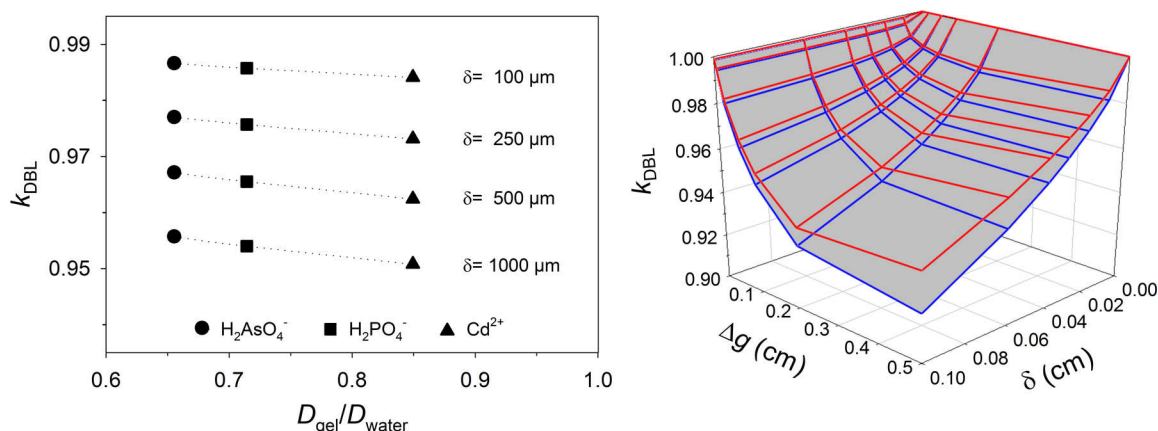 0.99
0.97
0.95
k_DBL
δ= 100 µm
δ= 250 µm
δ= 500 µm
δ= 1000 µm
H₂AsO₄⁻ H₂PO₄⁻ Cd²⁺
0.6 0.7 0.8 0.9 1.0
D_gel/D_water
1.00
0.98
0.96
0.94
0.92
0.90
k_DBL
0.1 0.2 0.3 0.4 0.5
Δg (cm)
0.10 0.08 0.06 0.04 0.02 0.00
δ (cm)